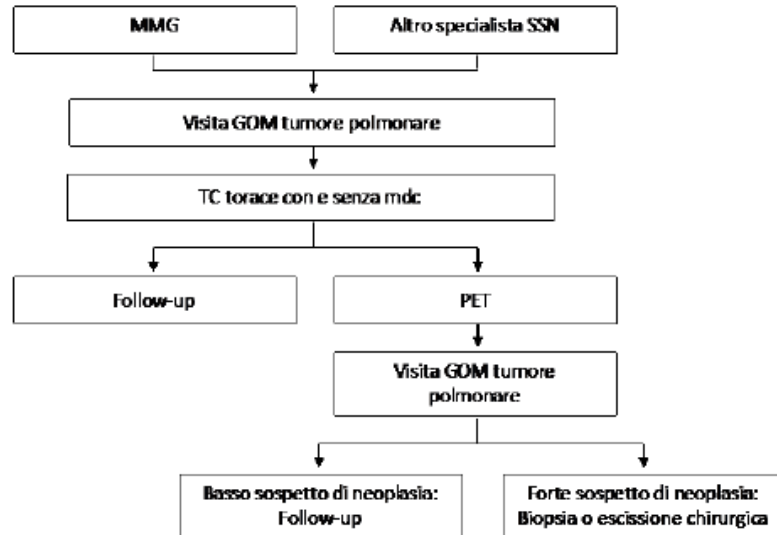 MMG
Altro specialista SSN
Visita GOM tumore polmonare
TC torace con e senza mdc
Follow-up
PET
Visita GOM tumore
polmonare
Basso sospetto di neoplasia:
Follow-up
Forte sospetto di neoplasia:
Biopsia o escissione chirurgica